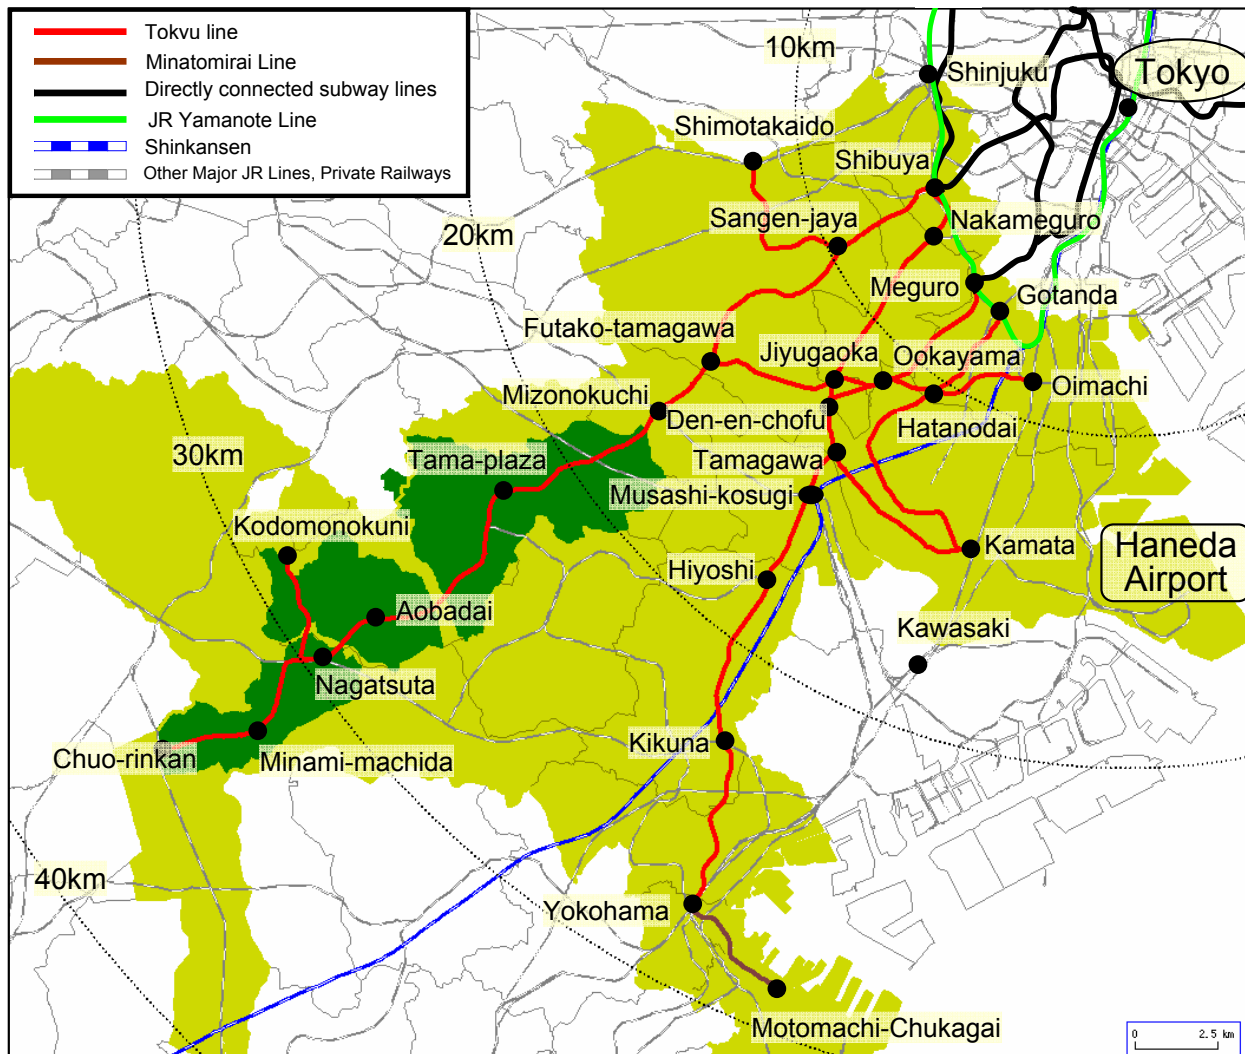 Tokvu line
Minatomirai Line
Directly connected subway lines
JR Yamanote Line
Shinkansen
Other Major JR Lines, Private Railways
10km
Shinjuku
Tokyo
Shimotakaido
Shibuya
Sangen-jaya
Nakameguro
20km
Meguro
Gotanda
Futako-tamagawa
Jiyugaoka
Ookayama
Mizonokuchi
Oimachi
Den-en-chofu
Hatanodai
30km
Tama-plaza
Tamagawa
Musashi-kosugi
Kodomonokuni
Kamata
Haneda
Airport
Hiyoshi
Aobadai
Kawasaki
Nagatsuta
Kikuna
Chuo-rinkan
Minami-machida
40km
Yokohama
Motomachi-Chukagai
0 2.5 km